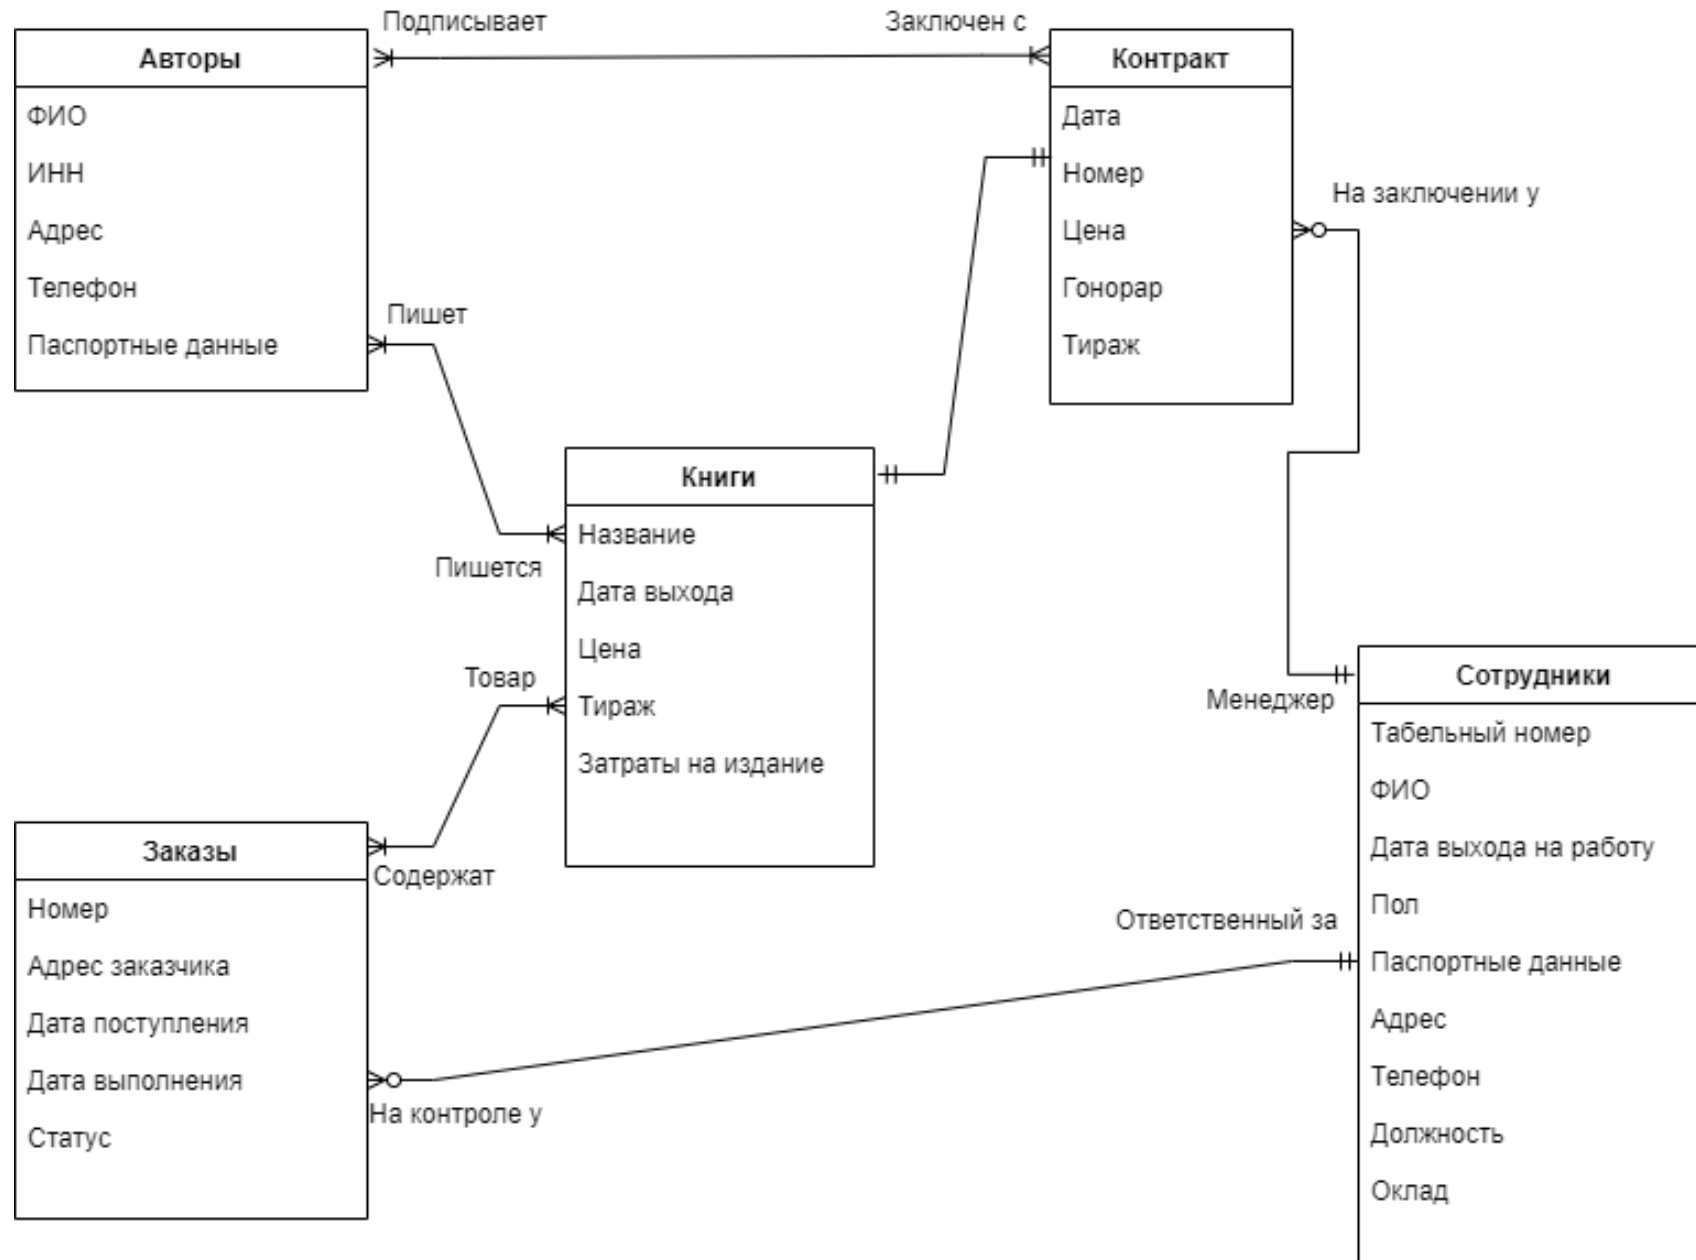 Подписывает
Заключен с
Авторы
ФИО
ИНН
Адрес
Телефон
Паспортные данные
Контракт
Дата
Номер
Цена
Гонорар
Тираж
На заключении у
Пишет
Пишется
Книги
Название
Дата выхода
Цена
Тираж
Затраты на издание
Товар
Содержат
Заказы
Номер
Адрес заказчика
Дата поступления
Дата выполнения
Статус
На контроле у
Менеджер
Ответственный за
Сотрудники
Табельный номер
ФИО
Дата выхода на работу
Пол
Паспортные данные
Адрес
Телефон
Должность
Оклад